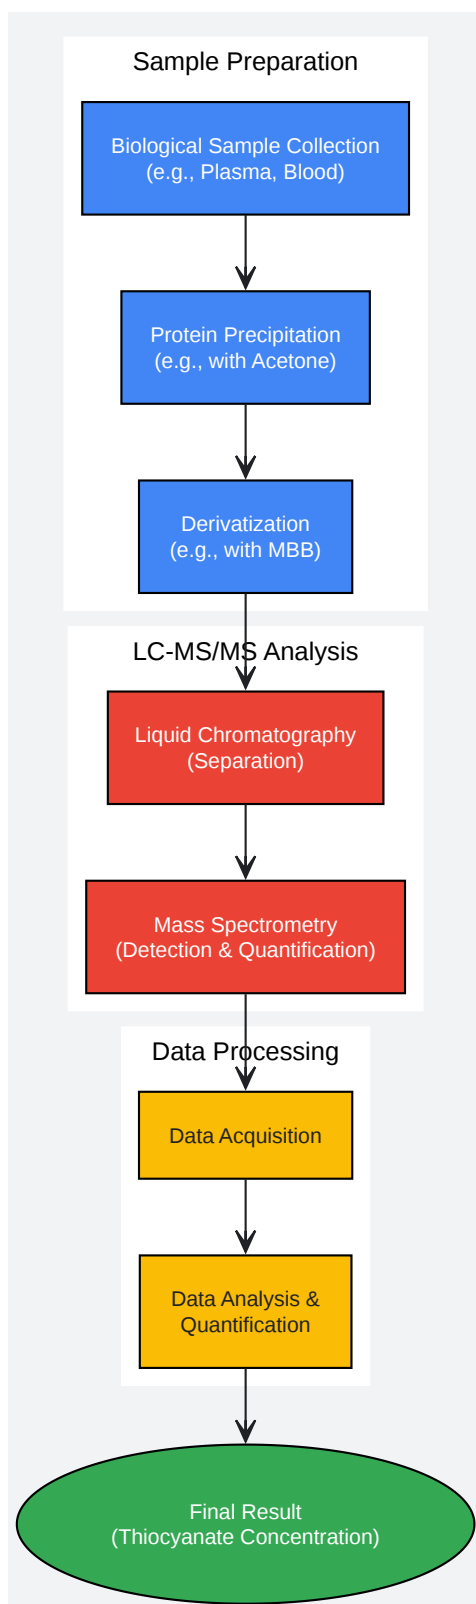 Sample Preparation
Biological Sample Collection
(e.g., Plasma, Blood)
Protein Precipitation
(e.g., with Acetone)
Derivatization
(e.g., with MBB)
LC-MS/MS Analysis
Liquid Chromatography
(Separation)
Mass Spectrometry
(Detection & Quantification)
Data Processing
Data Acquisition
Data Analysis &
Quantification
Final Result
(Thiocyanate Concentration)